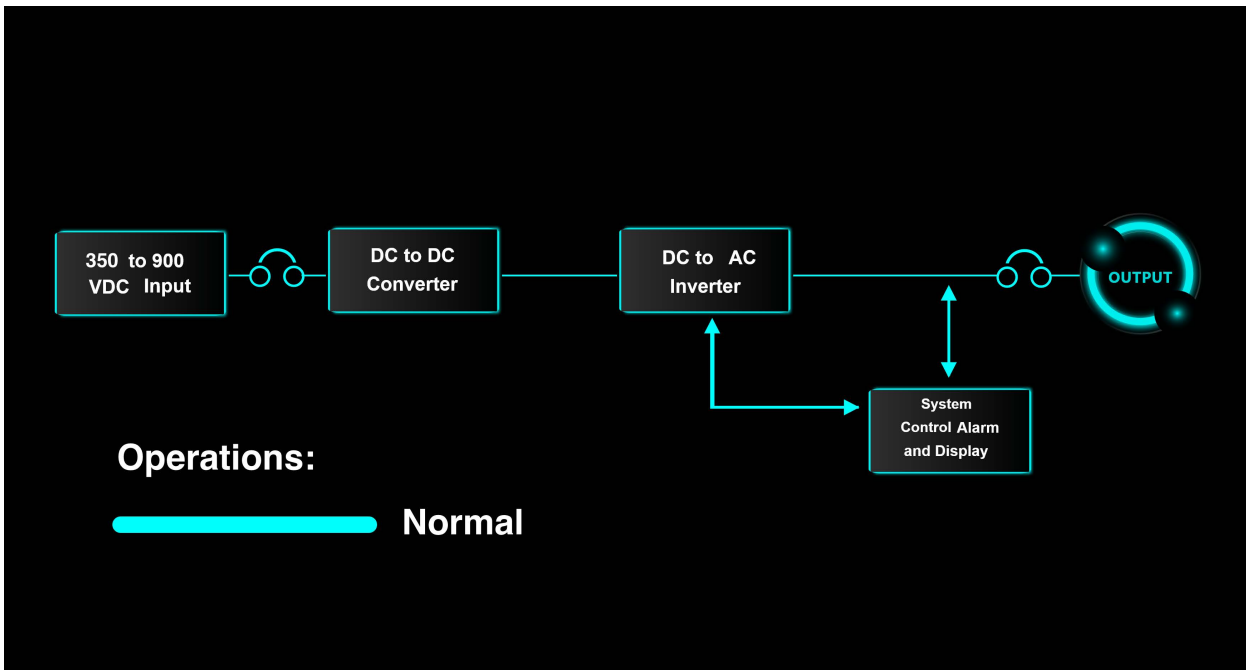 350 to 900
VDC Input
DC to DC
Converter
DC to AC
Inverter
OUTPUT
System
Control Alarm
and Display
Operations:
Normal